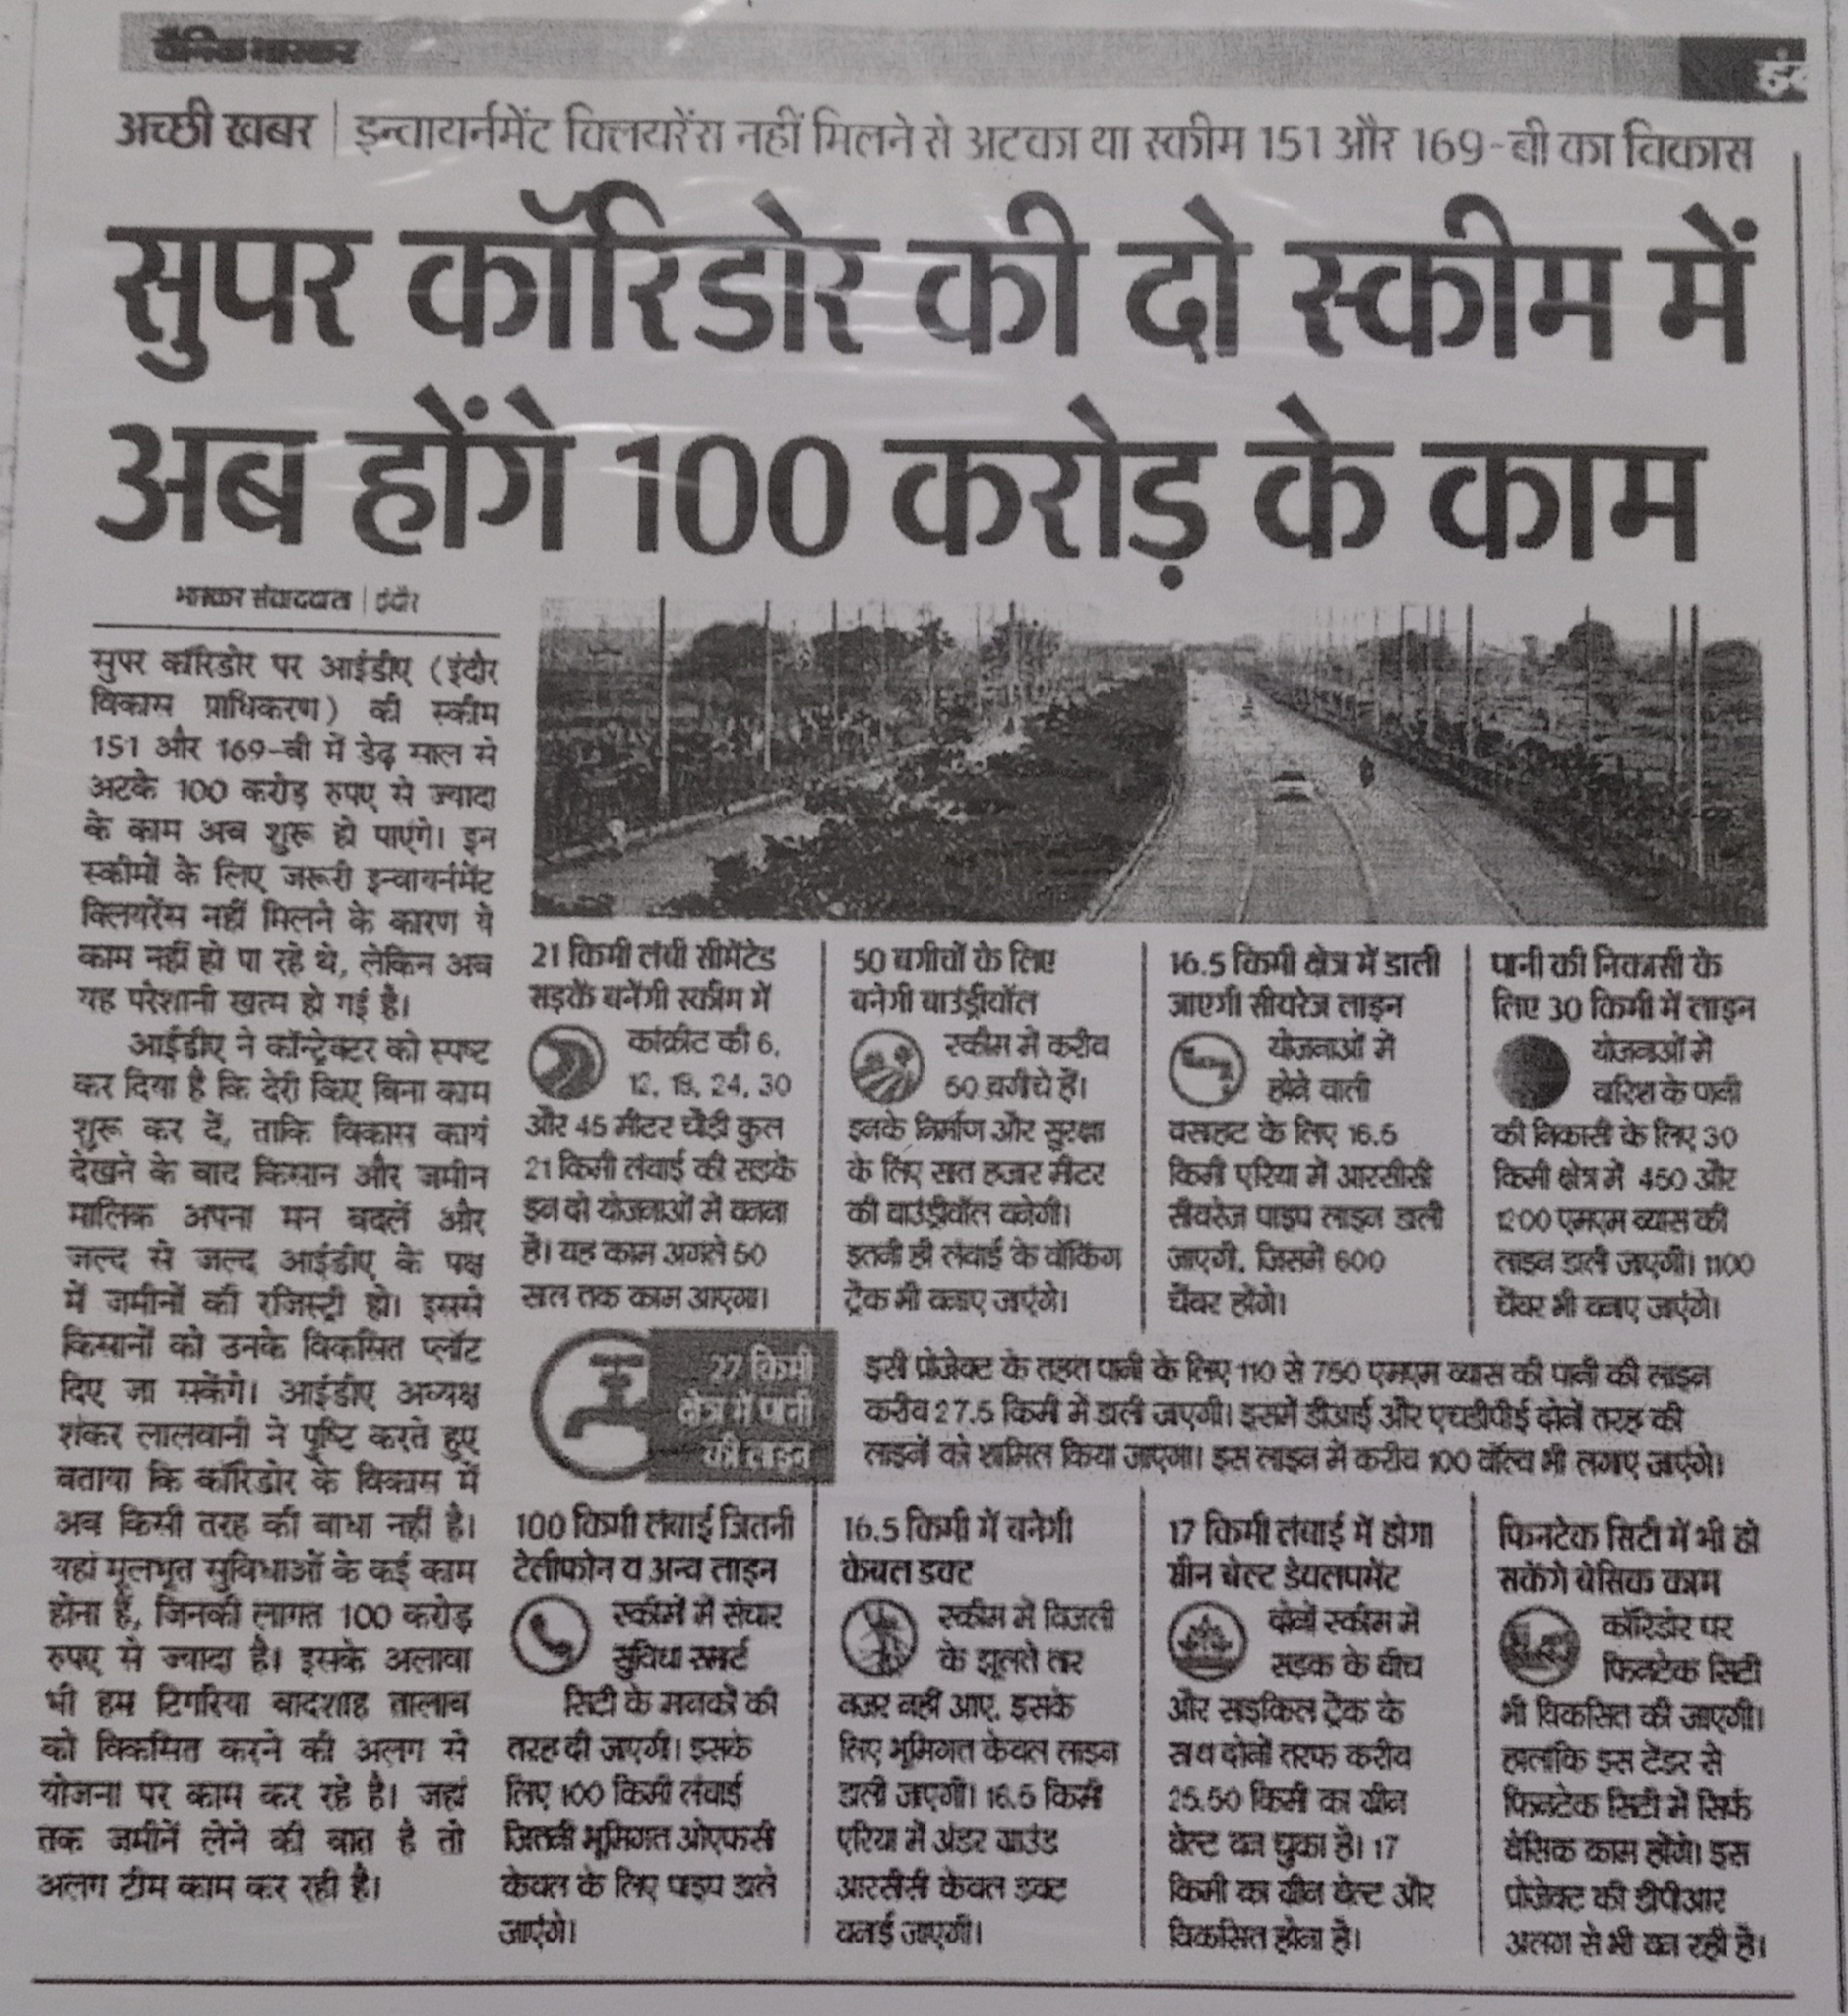 दैनिक भास्कर
अच्छी खबर | इन्वायर्नमेंट क्लियरेंस नहीं मिलने से अटका था स्कीम 151 और 169-बी का विकास
सुपर कॉरिडोर की दो स्कीम में
अब होंगे 100 करोड़ के काम
भास्कर संवाददाता | इंदौर
सुपर कॉरिडोर पर आईडीए (इंदौर
विकास प्राधिकरण) की स्कीम
151 और 169-बी में डेढ़ साल से
अटके 100 करोड़ रुपए से ज्यादा
के काम अब शुरू हो पाएंगे। इन
स्कीमों के लिए जरूरी इन्वायर्नमेंट
क्लियरेंस नहीं मिलने के कारण ये
काम नहीं हो पा रहे थे, लेकिन अब
यह परेशानी खत्म हो गई है।
आईडीए ने कॉन्ट्रेक्टर को स्पष्ट
कर दिया है कि देरी किए बिना काम
शुरू कर दें, ताकि विकास कार्य
देखने के बाद किसान और जमीन
मालिक अपना मन बदलें और
जल्द से जल्द आईडीए के पक्ष
में जमीनों की रजिस्ट्री हो। इससे
किसानों को उनके विकसित प्लॉट
दिए जा सकेंगे। आईडीए अध्यक्ष
शंकर लालवानी ने पुष्टि करते हुए
बताया कि कॉरिडोर के विकास में
अब किसी तरह की बाधा नहीं है।
यहां मूलभूत सुविधाओं के कई काम
होना हैं, जिनकी लागत 100 करोड़
रुपए से ज्यादा है। इसके अलावा
भी हम टिगरिया बादशाह तालाब
को विकसित करने की अलग से
योजना पर काम कर रहे है। जहां
तक जमीनें लेने की बात है तो
अलग टीम काम कर रही है।
21 किमी लंबी सीमेंटेड
सड़कें बनेंगी स्कीम में
कांक्रीट की 6,
12, 18, 24, 30
और 45 मीटर चौड़ी कुल
21 किमी लंबाई की सड़कें
इन दो योजनाओं में बनना
है। यह काम अगले 50
साल तक काम आएगा।
50 बगीचों के लिए
बनेगी बाउंड्रीवॉल
स्कीम में करीब
50 बगीचे हैं।
इनके निर्माण और सुरक्षा
के लिए सात हजार मीटर
की बाउंड्रीवॉल बनेगी।
इतनी ही लंबाई के वॉकिंग
ट्रैक भी बनाए जाएंगे।
16.5 किमी क्षेत्र में डाली
जाएगी सीवरेज लाइन
योजनाओं में
होने वाली
बसाहट के लिए 16.5
किमी एरिया में आरसीसी
सीवरेज पाइप लाइन डाली
जाएगी, जिसमें 600
चेंबर होंगे।
पानी की निकासी के
लिए 30 किमी में लाइन
योजनाओं में
बारिश के पानी
की निकासी के लिए 30
किमी क्षेत्र में 450 और
1200 एमएम व्यास की
लाइन डाली जाएगी। 1100
चेंबर भी बनाए जाएंगे।
27 किमी
क्षेत्र में पानी
की लाइन
इसी प्रोजेक्ट के तहत पानी के लिए 110 से 750 एमएम व्यास की पानी की लाइन
करीब 27.5 किमी में डाली जाएगी। इसमें डीआई और एचडीपीई दोनों तरह की
लाइनों को शामिल किया जाएगा। इस लाइन में करीब 100 वॉल्व भी लगाए जाएंगे।
100 किमी लंबाई जितनी
टेलीफोन व अन्य लाइन
स्कीमों में संचार
सुविधा स्मार्ट
सिटी के मानकों की
तरह दी जाएगी। इसके
लिए 100 किमी लंबाई
जितनी भूमिगत ओएफसी
केबल के लिए पाइप डाले
जाएंगे।
16.5 किमी में बनेगी
केबल डक्ट
स्कीम में बिजली
के झूलते तार
नजर नहीं आए, इसके
लिए भूमिगत केबल लाइन
डाली जाएगी। 16.5 किमी
एरिया में अंडर ग्राउंड
आरसीसी केबल डक्ट
बनाई जाएगी।
17 किमी लंबाई में होगा
ग्रीन बेल्ट डेवलपमेंट
दोनों स्कीम में
सड़क के बीच
और साइकिल ट्रैक के
साथ दोनों तरफ करीब
25.50 किमी का ग्रीन
बेल्ट बन चुका है। 17
किमी का ग्रीन बेल्ट और
विकसित होना है।
फिनटेक सिटी में भी हो
सकेंगे बेसिक काम
कॉरिडोर पर
फिनटेक सिटी
भी विकसित की जाएगी।
हालांकि इस टेंडर से
फिनटेक सिटी में सिर्फ
बेसिक काम होंगे। इस
प्रोजेक्ट की डीपीआर
अलग से भी बन रही है।